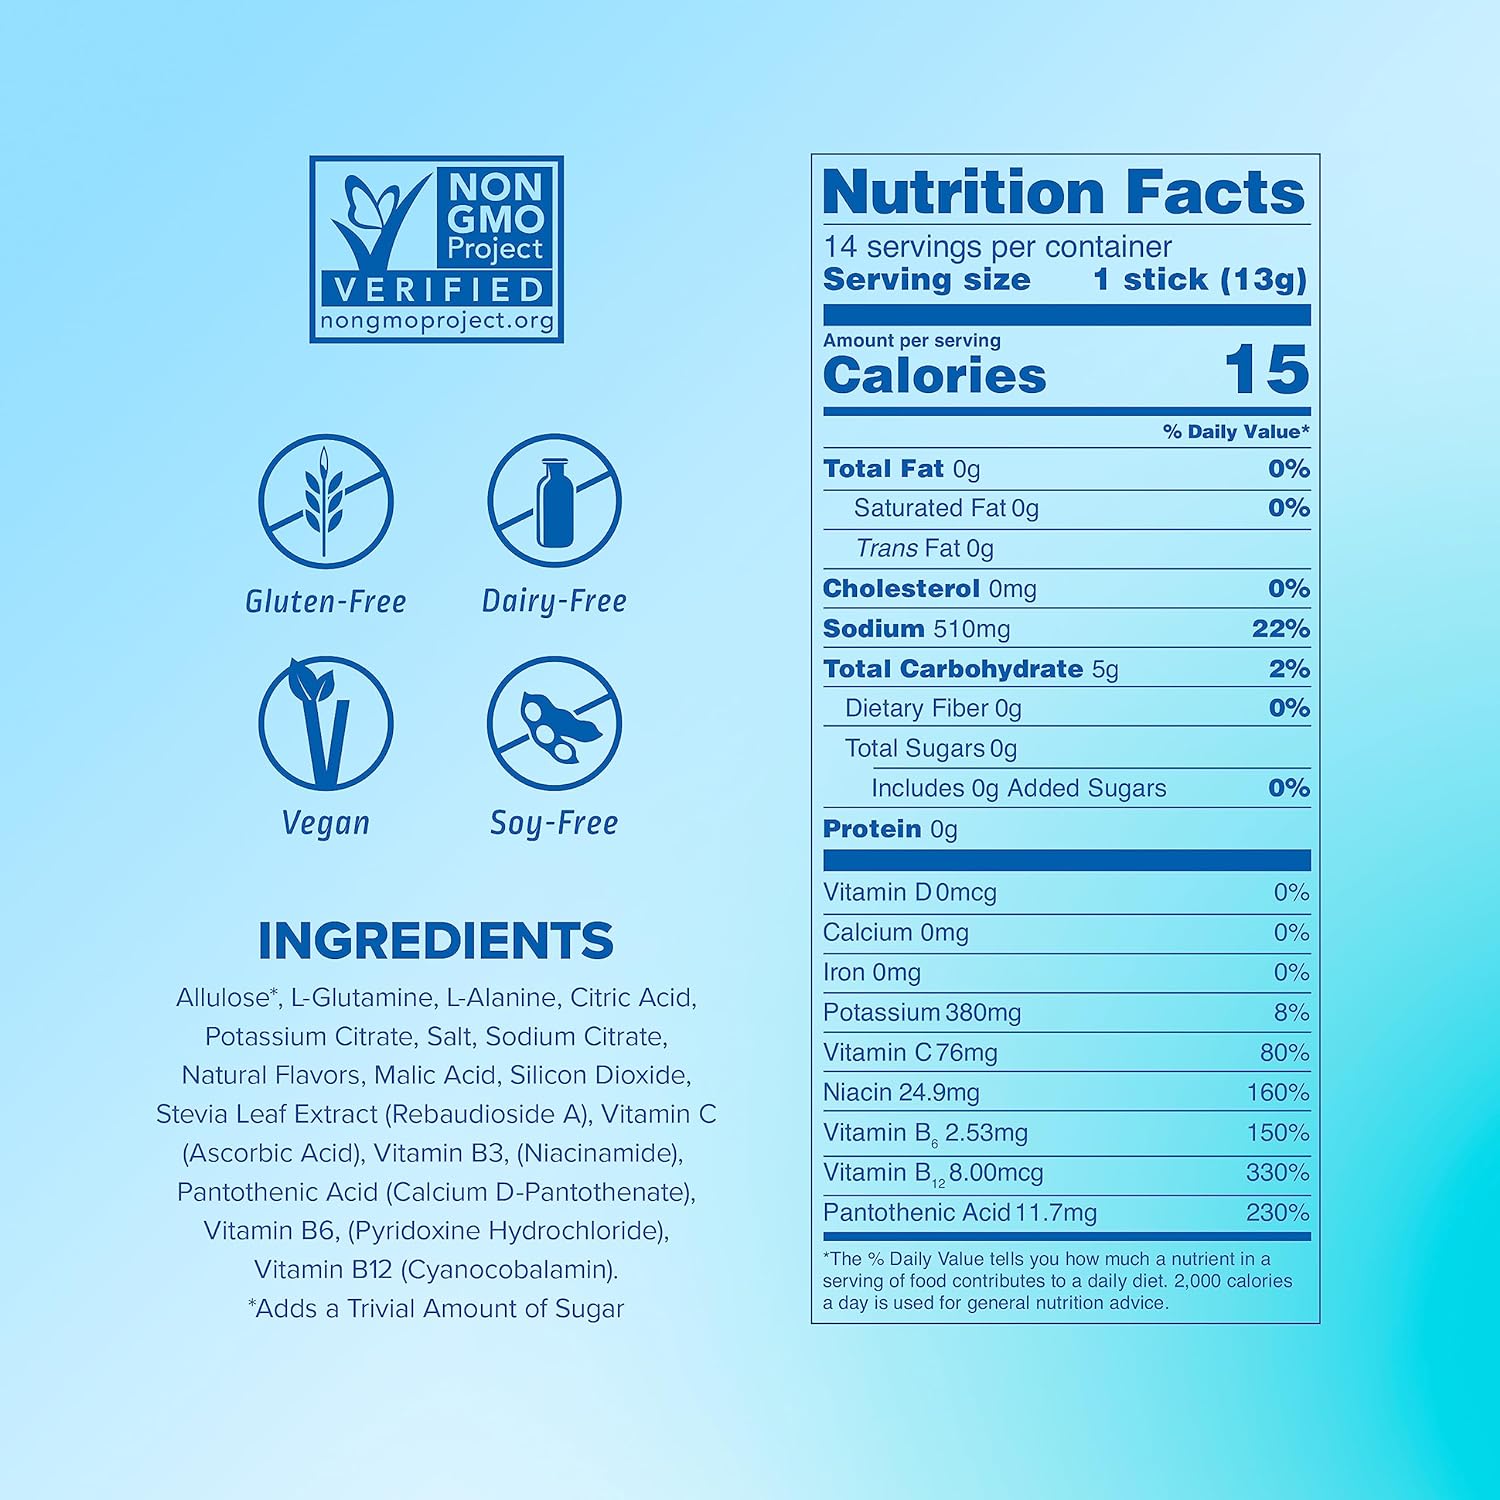 NON
GMO
Project
VERIFIED
nongmoproject.org
Gluten-Free
Dairy-Free
Vegan
Soy-Free
INGREDIENTS
Allulose*, L-Glutamine, L-Alanine, Citric Acid,
Potassium Citrate, Salt, Sodium Citrate,
Natural Flavors, Malic Acid, Silicon Dioxide,
Stevia Leaf Extract (Rebaudioside A), Vitamin C
(Ascorbic Acid), Vitamin B3, (Niacinamide),
Pantothenic Acid (Calcium D-Pantothenate),
Vitamin B6, (Pyridoxine Hydrochloride),
Vitamin B12 (Cyanocobalamin).
*Adds a Trivial Amount of Sugar
Nutrition Facts
14 servings per container
Serving size 1 stick (13g)
Amount per serving
Calories 15
% Daily Value*
Total Fat 0g 0%
Saturated Fat 0g 0%
Trans Fat 0g
Cholesterol 0mg 0%
Sodium 510mg 22%
Total Carbohydrate 5g 2%
Dietary Fiber 0g 0%
Total Sugars 0g
Includes 0g Added Sugars 0%
Protein 0g
Vitamin D 0mcg 0%
Calcium 0mg 0%
Iron 0mg 0%
Potassium 380mg 8%
Vitamin C 76mg 80%
Niacin 24.9mg 160%
Vitamin B6 2.53mg 150%
Vitamin B12 8.00mcg 330%
Pantothenic Acid 11.7mg 230%
*The % Daily Value tells you how much a nutrient in a
serving of food contributes to a daily diet. 2,000 calories
a day is used for general nutrition advice.